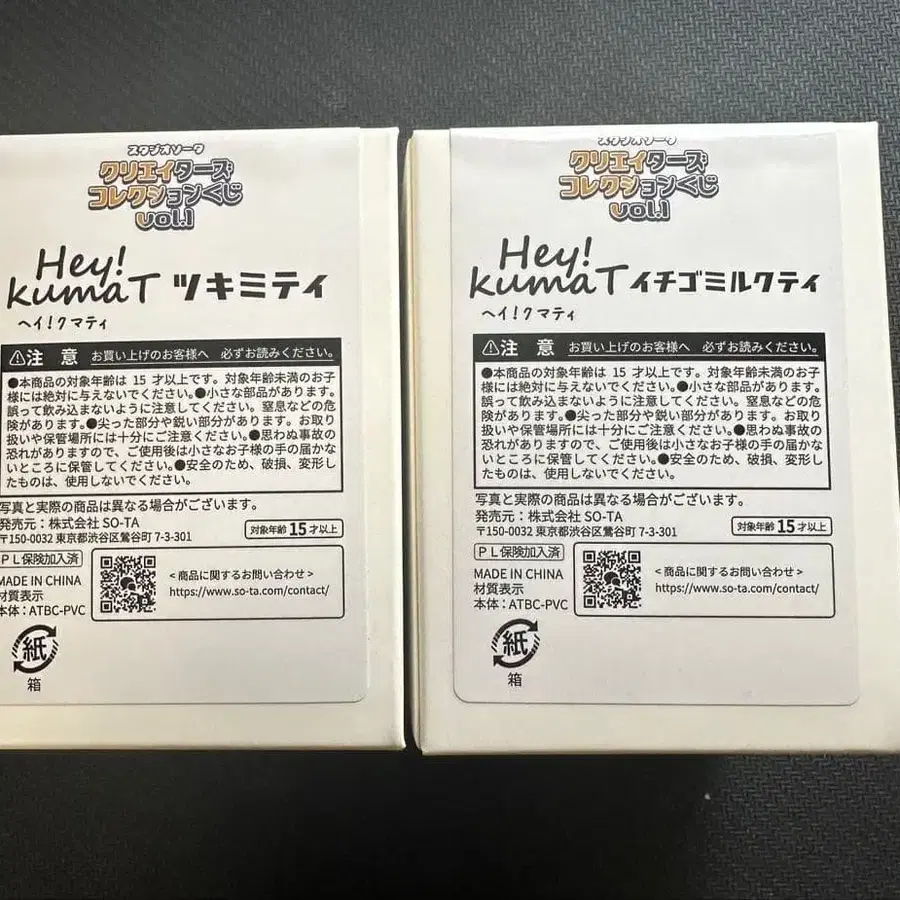 スタジオソータ
クリエイターズ
コレクションくじ
vol.1
Hey!
kumaT ツキミティ
ヘイ!クマティ
⚠注 意 お買い上げのお客様へ 必ずお読みください。
●本商品の対象年齢は 15 才以上です。対象年齢未満のお子
様には絶対に与えないでください。●小さな部品があります。
誤って飲み込まないように注意してください。窒息などの危
険があります。●尖った部分や鋭い部分があります。お取り
扱いや保管場所には十分にご注意ください。●思わぬ事故の
恐れがありますので、ご使用後は小さなお子様の手の届かな
いところに保管してください。●安全のため、破損、変形し
たものは、使用しないでください。
写真と実際の商品は異なる場合がございます。
発売元:株式会社 SO-TA
〒150-0032 東京都渋谷区鶯谷町 7-3-301
対象年齢 15 才以上
PL保険加入済
MADE IN CHINA
材質表示
本体:ATBC-PVC
<商品に関するお問い合わせ>
https://www.so-ta.com/contact/
紙
箱
スタジオソータ
クリエイターズ
コレクションくじ
vol.1
Hey!
kumaT イチゴミルクティ
ヘイ!クマティ
⚠注 意 お買い上げのお客様へ 必ずお読みください。
●本商品の対象年齢は 15 才以上です。対象年齢未満のお子
様には絶対に与えないでください。●小さな部品があります。
誤って飲み込まないように注意してください。窒息などの危
険があります。●尖った部分や鋭い部分があります。お取り
扱いや保管場所には十分にご注意ください。●思わぬ事故の
恐れがありますので、ご使用後は小さなお子様の手の届かな
いところに保管してください。●安全のため、破損、変形し
たものは、使用しないでください。
写真と実際の商品は異なる場合がございます。
発売元:株式会社 SO-TA
〒150-0032 東京都渋谷区鶯谷町 7-3-301
対象年齢 15 才以上
PL保険加入済
MADE IN CHINA
材質表示
本体:ATBC-PVC
<商品に関するお問い合わせ>
https://www.so-ta.com/contact/
紙
箱